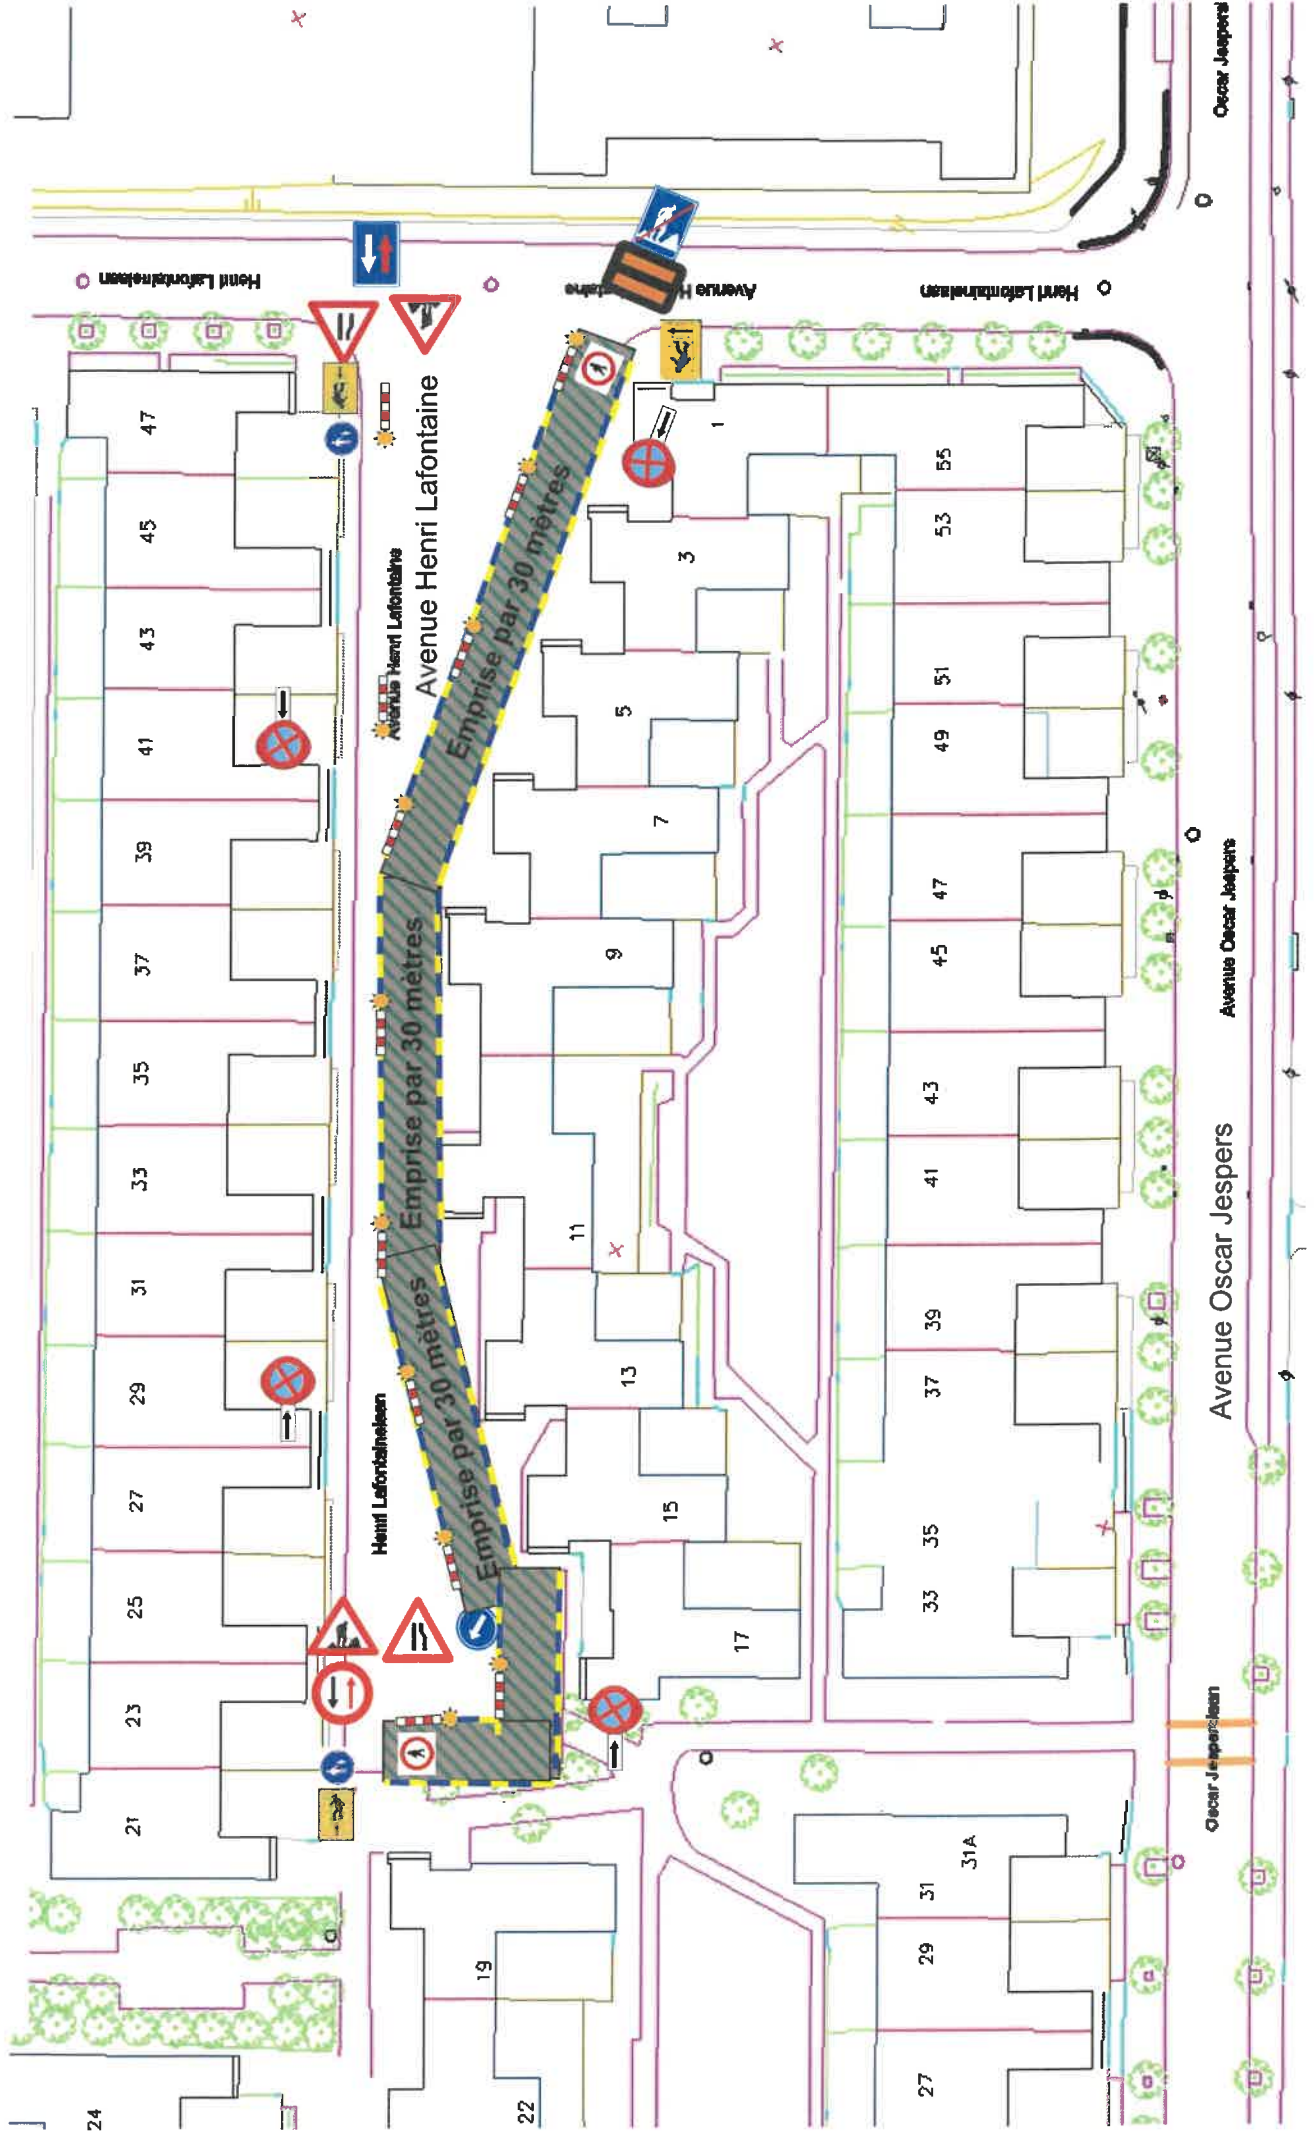 Henri Lafontainelaan
Avenue Henri Lafontaine
Avenue Henri Lafontaine
Henri Lafontainelaan
Avenue
Henri Lafontainelaan
Emprise par 30 mètres
Emprise par 30 mètres
Emprise par 30 mètres
21
23
25
27
29
31
33
35
37
39
41
43
45
47
24
22
19
17
15
13
11
9
7
5
3
1
27
29
31
31A
33
35
37
39
41
43
45
47
49
51
53
55
Oscar Jespers
Avenue Oscar Jespers
Avenue Oscar Jespers
Oscar Jesperslaan